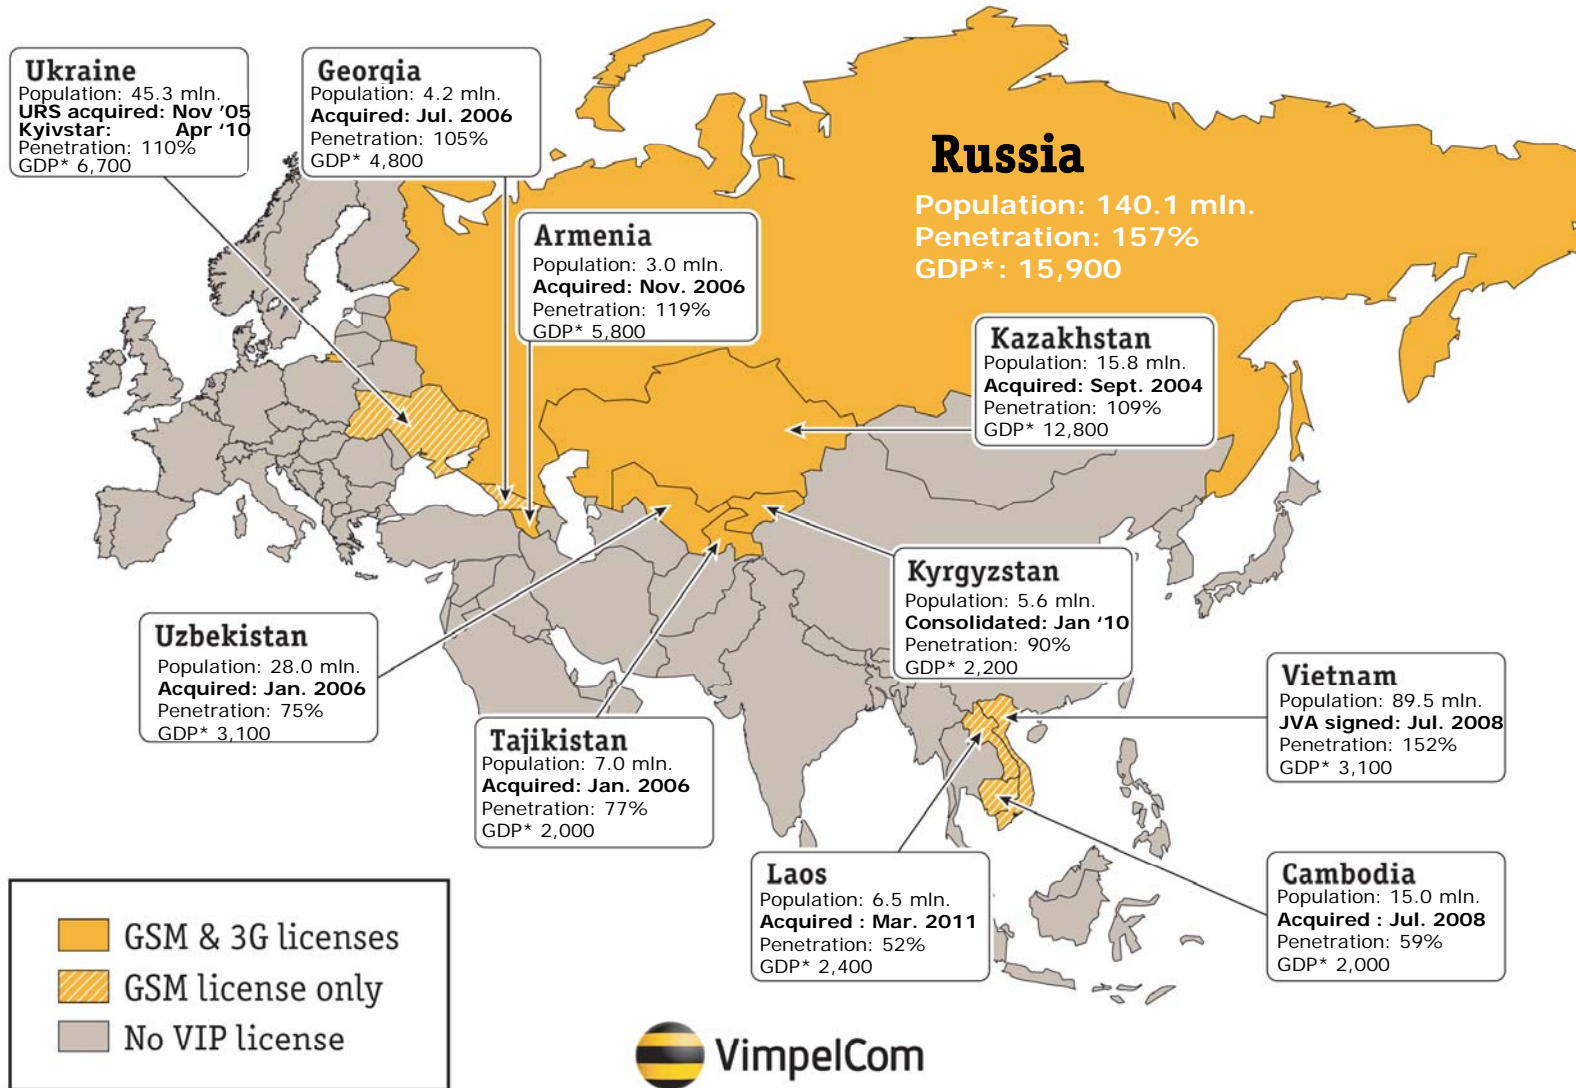 Ukraine
Population: 45.3 mln.
URS acquired: Nov '05
Kyivstar: Apr '10
Penetration: 110%
GDP* 6,700
Georgia
Population: 4.2 mln.
Acquired: Jul. 2006
Penetration: 105%
GDP* 4,800
Russia
Population: 140.1 mln.
Penetration: 157%
GDP*: 15,900
Armenia
Population: 3.0 mln.
Acquired: Nov. 2006
Penetration: 119%
GDP* 5,800
Kazakhstan
Population: 15.8 mln.
Acquired: Sept. 2004
Penetration: 109%
GDP* 12,800
Kyrgyzstan
Population: 5.6 mln.
Consolidated: Jan '10
Penetration: 90%
GDP* 2,200
Uzbekistan
Population: 28.0 mln.
Acquired: Jan. 2006
Penetration: 75%
GDP* 3,100
Tajikistan
Population: 7.0 mln.
Acquired: Jan. 2006
Penetration: 77%
GDP* 2,000
Vietnam
Population: 89.5 mln.
JVA signed: Jul. 2008
Penetration: 152%
GDP* 3,100
Laos
Population: 6.5 mln.
Acquired : Mar. 2011
Penetration: 52%
GDP* 2,400
Cambodia
Population: 15.0 mln.
Acquired : Jul. 2008
Penetration: 59%
GDP* 2,000
GSM & 3G licenses
GSM license only
No VIP license
VimpelCom